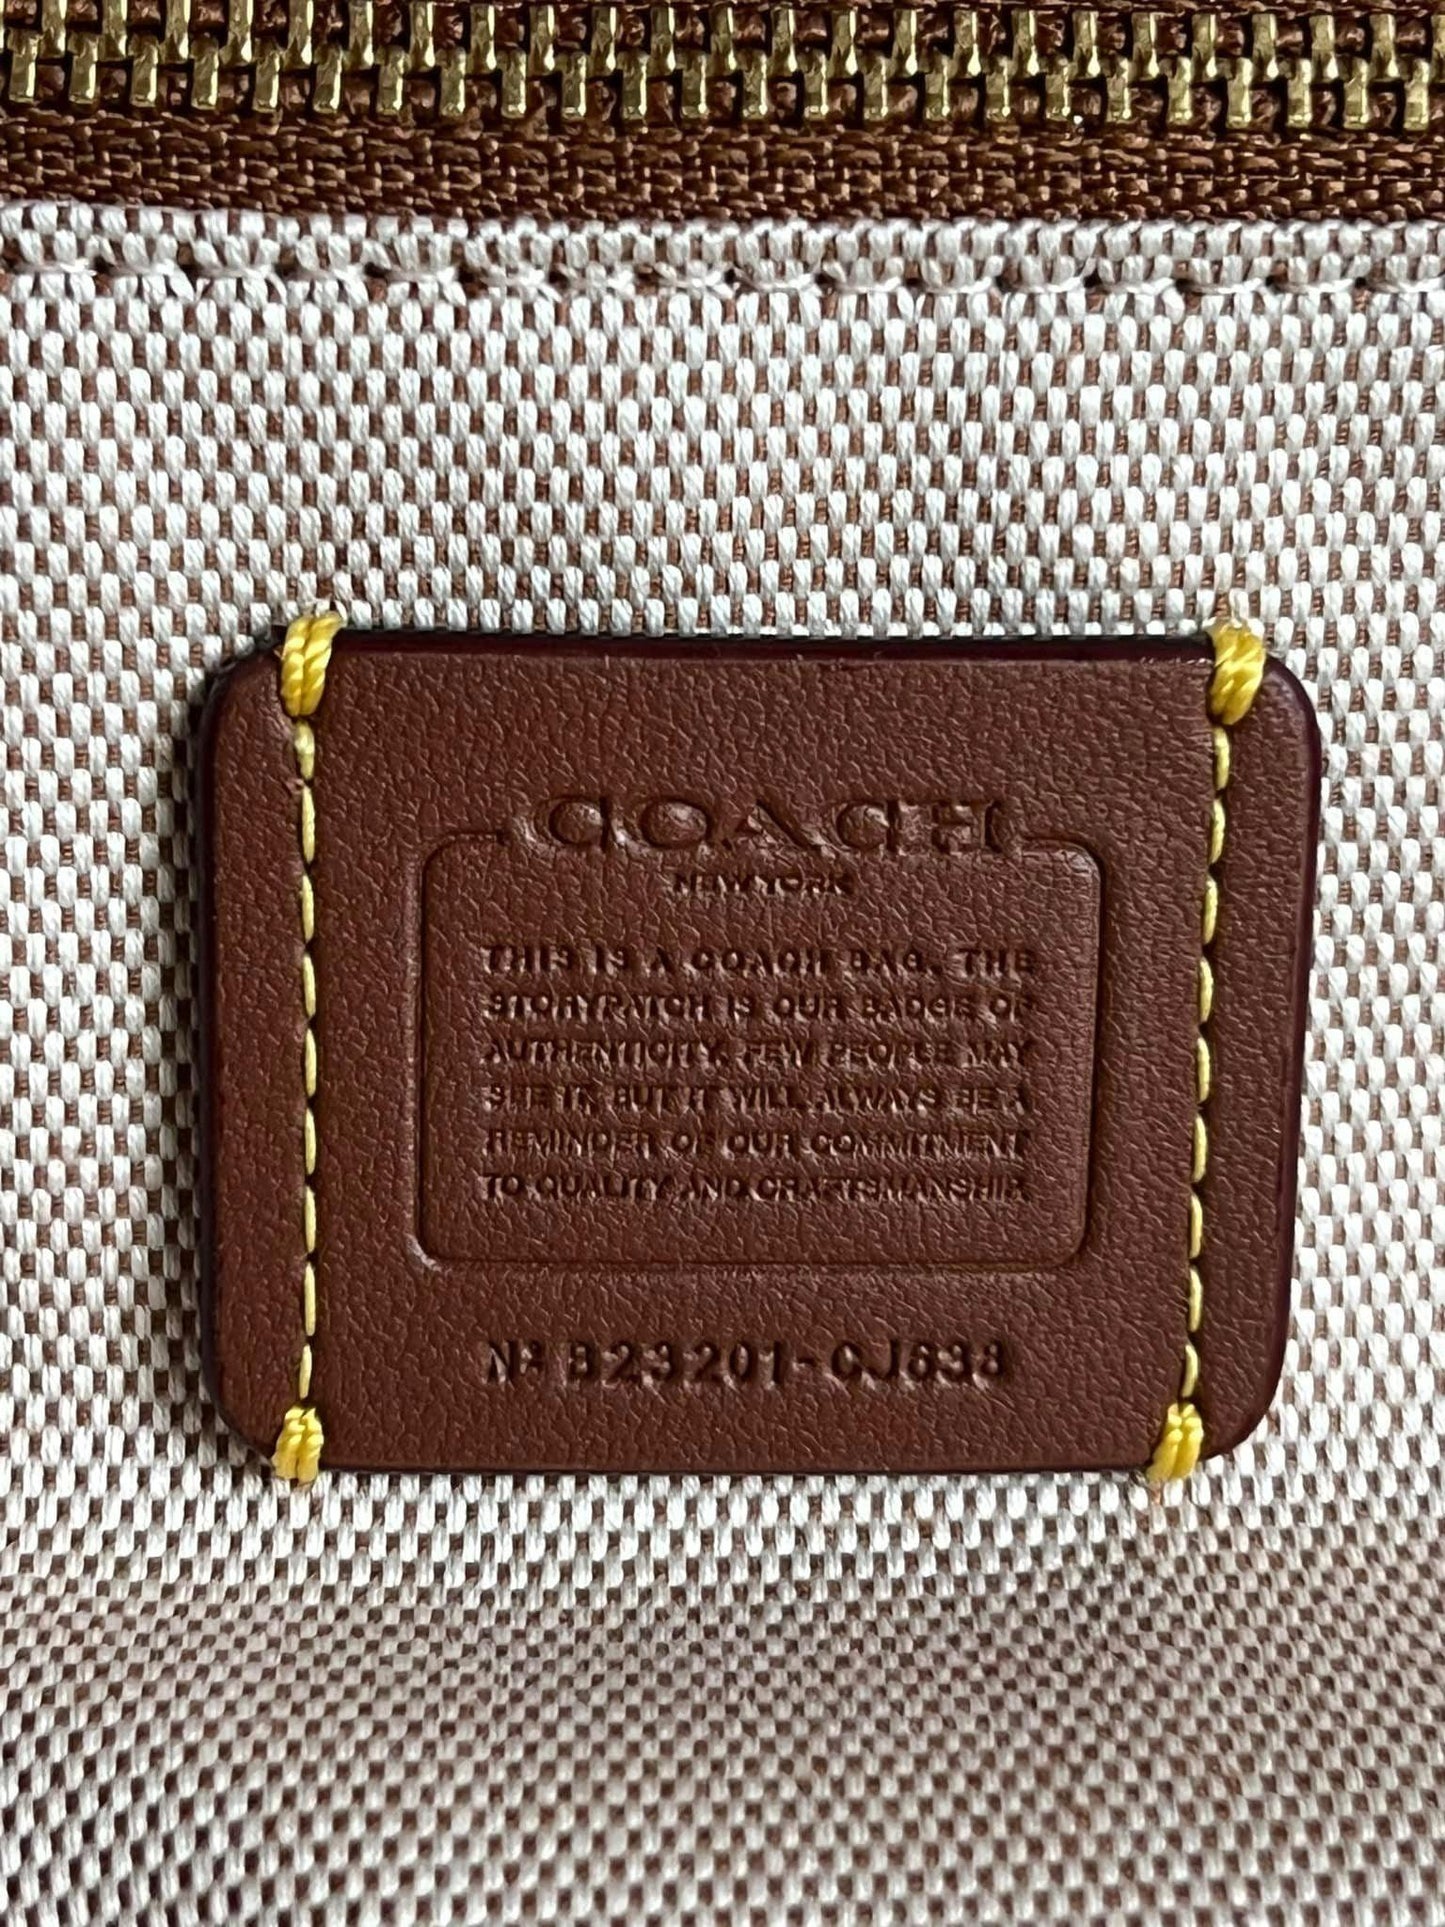 COACH
NEW YORK
THIS IS A COACH BAG. THE
STORYPATCH IS OUR BADGE OF
AUTHENTICITY. FEW PEOPLE MAY
SEE IT, BUT IT WILL ALWAYS BE A
REMINDER OF OUR COMMITMENT
TO QUALITY AND CRAFTSMANSHIP.
Nº B23201-CJ638